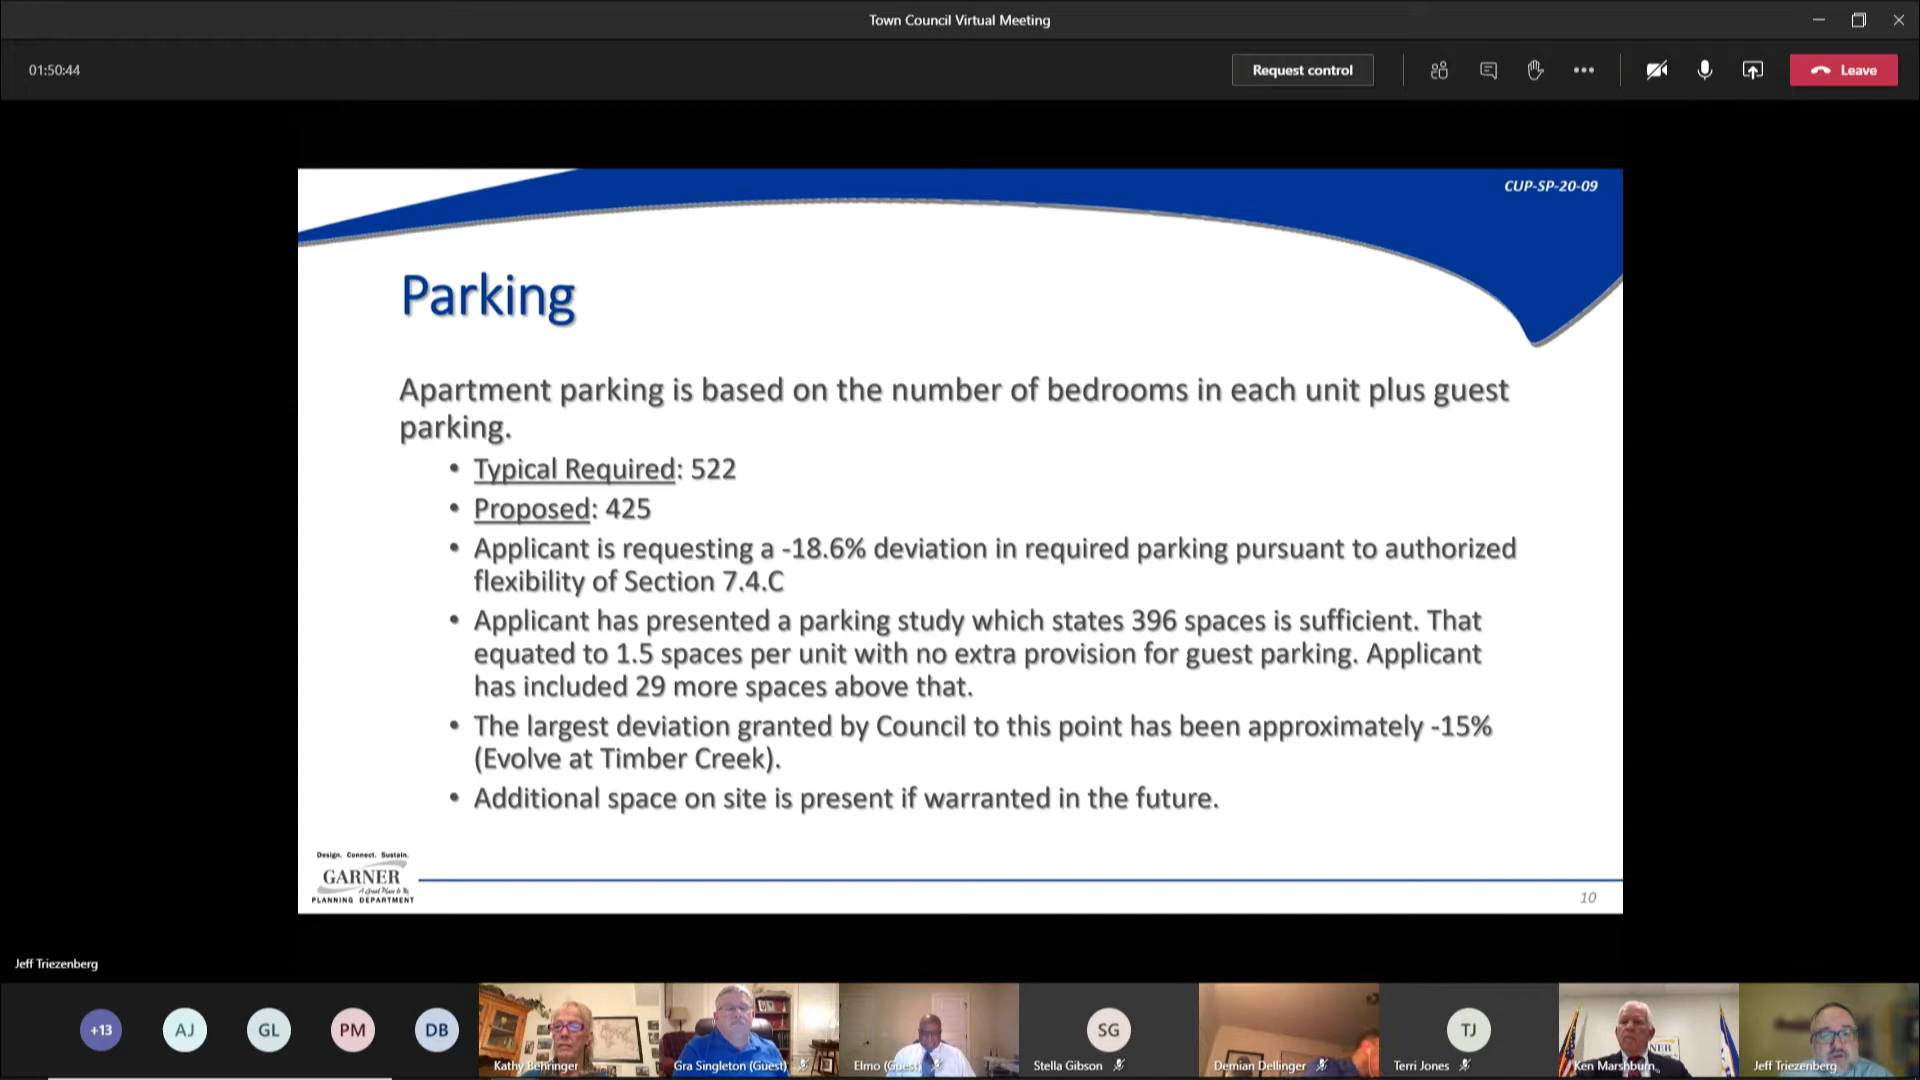 Town Council Virtual Meeting
01:50:44
Request control
Leave
CUP-SP-20-09
Parking
Apartment parking is based on the number of bedrooms in each unit plus guest
parking.
• Typical Required: 522
• Proposed: 425
• Applicant is requesting a -18.6% deviation in required parking pursuant to authorized
flexibility of Section 7.4.C
• Applicant has presented a parking study which states 396 spaces is sufficient. That
equated to 1.5 spaces per unit with no extra provision for guest parking. Applicant
has included 29 more spaces above that.
• The largest deviation granted by Council to this point has been approximately -15%
(Evolve at Timber Creek).
• Additional space on site is present if warranted in the future.
Design. Connect. Sustain.
GARNER
A Great Place to Be
PLANNING DEPARTMENT
10
Jeff Triezenberg
+13
AJ
GL
PM
DB
SG
TJ
Kathy Behringer
Gra Singleton (Guest)
Elmo (Guest)
Stella Gibson
Demian Dellinger
Terri Jones
Ken Marshburn
Jeff Triezenberg